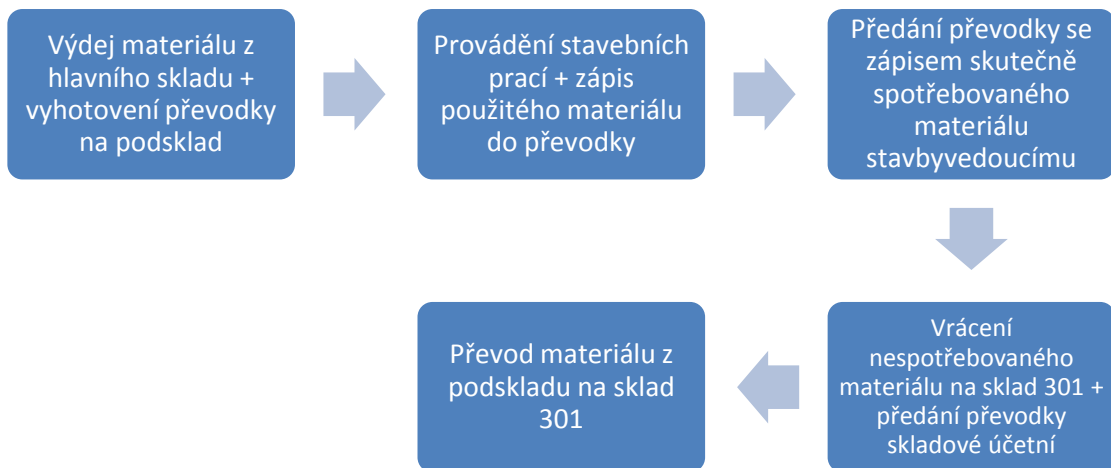 Výdej materiálu z
hlavního skladu +
vyhotovení převodky
na podsklad
Provádění stavebních
prací + zápis
použitého materiálu
do převodky
Předání převodky se
zápisem skutečně
spotřebovaného
materiálu
stavbyvedoucímu
Vrácení
nespotřebovaného
materiálu na sklad 301 +
předání převodky
skladové účetní
Převod materiálu z
podskladu na sklad
301